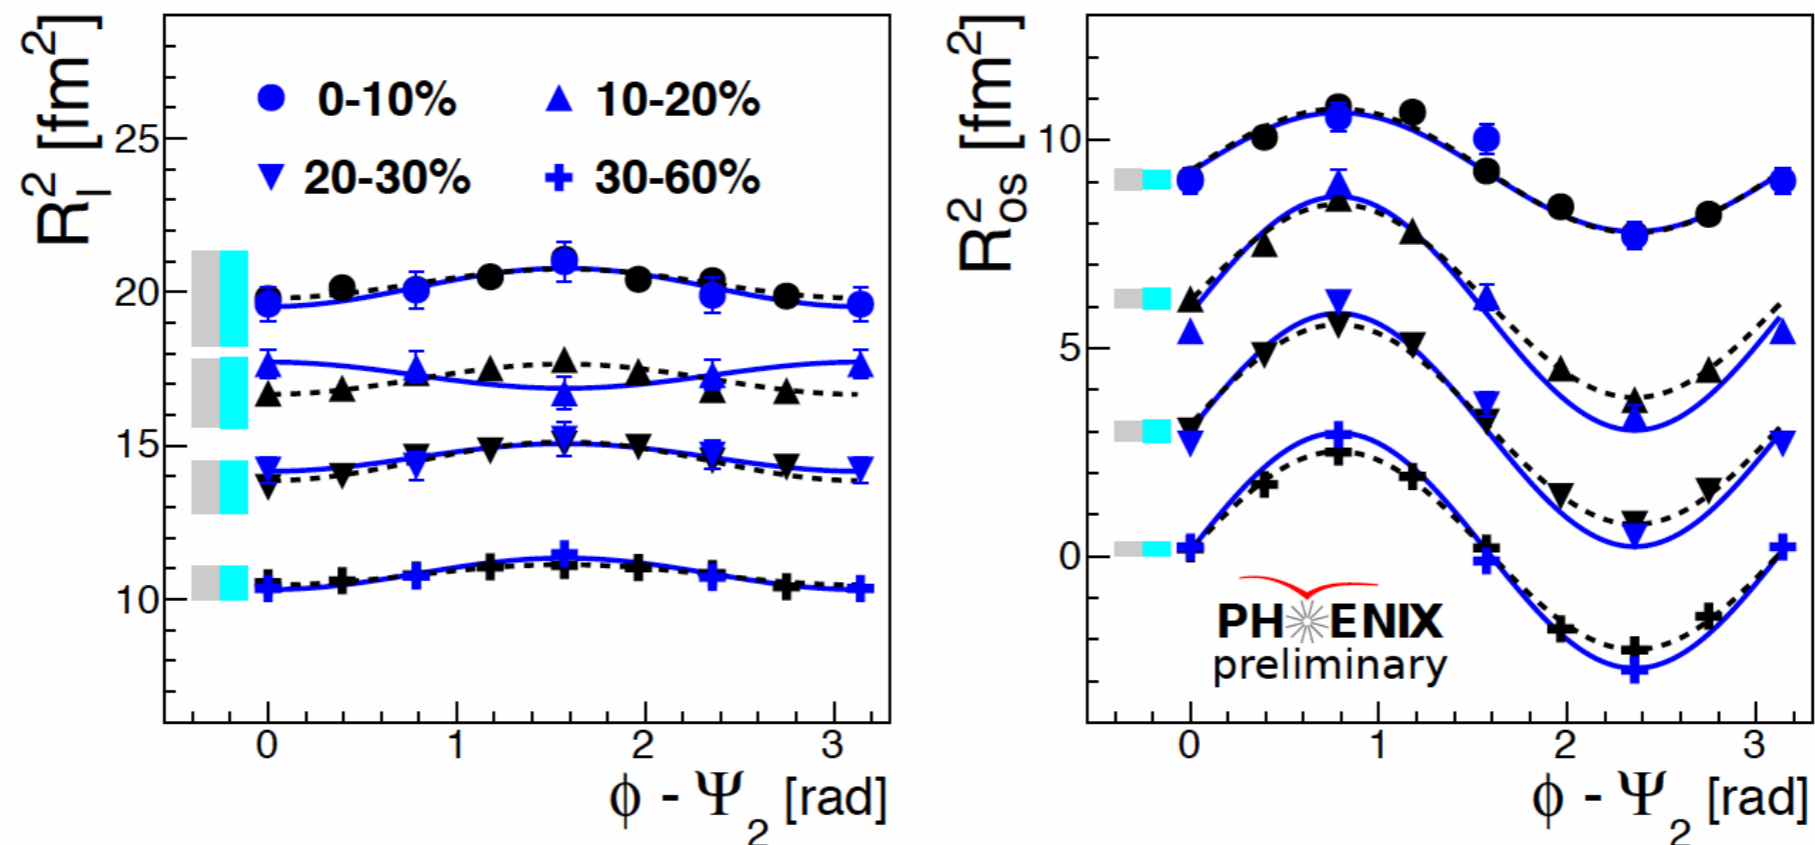 R²ₗ [fm²]
0-10%
10-20%
20-30%
30-60%
25
20
15
10
0 1 2 3
ϕ - Ψ₂ [rad]
R²ₒₛ [fm²]
10
5
0
PHENIX
preliminary
0 1 2 3
ϕ - Ψ₂ [rad]